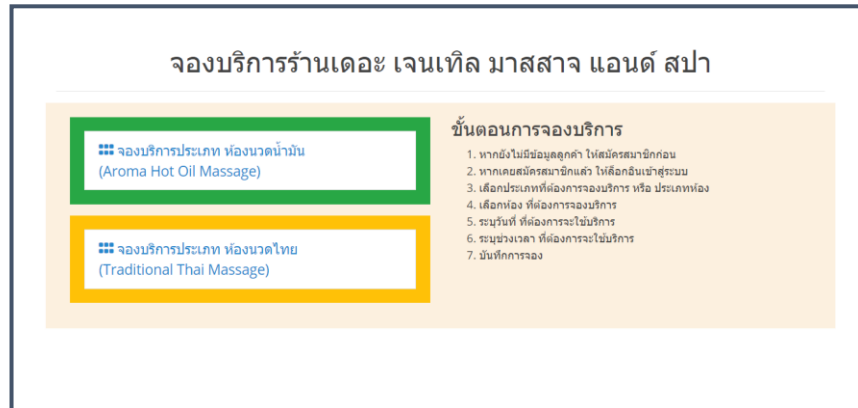 จองบริการร้านเดอะ เจนเทิล มาสสาจ แอนด์ สปา
จองบริการประเภท ห้องนวดน้ำมัน
(Aroma Hot Oil Massage)
จองบริการประเภท ห้องนวดไทย
(Traditional Thai Massage)
ขั้นตอนการจองบริการ
1. หากยังไม่มีข้อมูลลูกค้า ให้สมัครสมาชิกก่อน
2. หากเคยสมัครสมาชิกแล้ว ให้ล็อกอินเข้าสู่ระบบ
3. เลือกประเภทที่ต้องการจองบริการ หรือ ประเภทห้อง
4. เลือกห้อง ที่ต้องการจองบริการ
5. ระบุวันที่ ที่ต้องการจะใช้บริการ
6. ระบุช่วงเวลา ที่ต้องการจะใช้บริการ
7. บันทึกการจอง